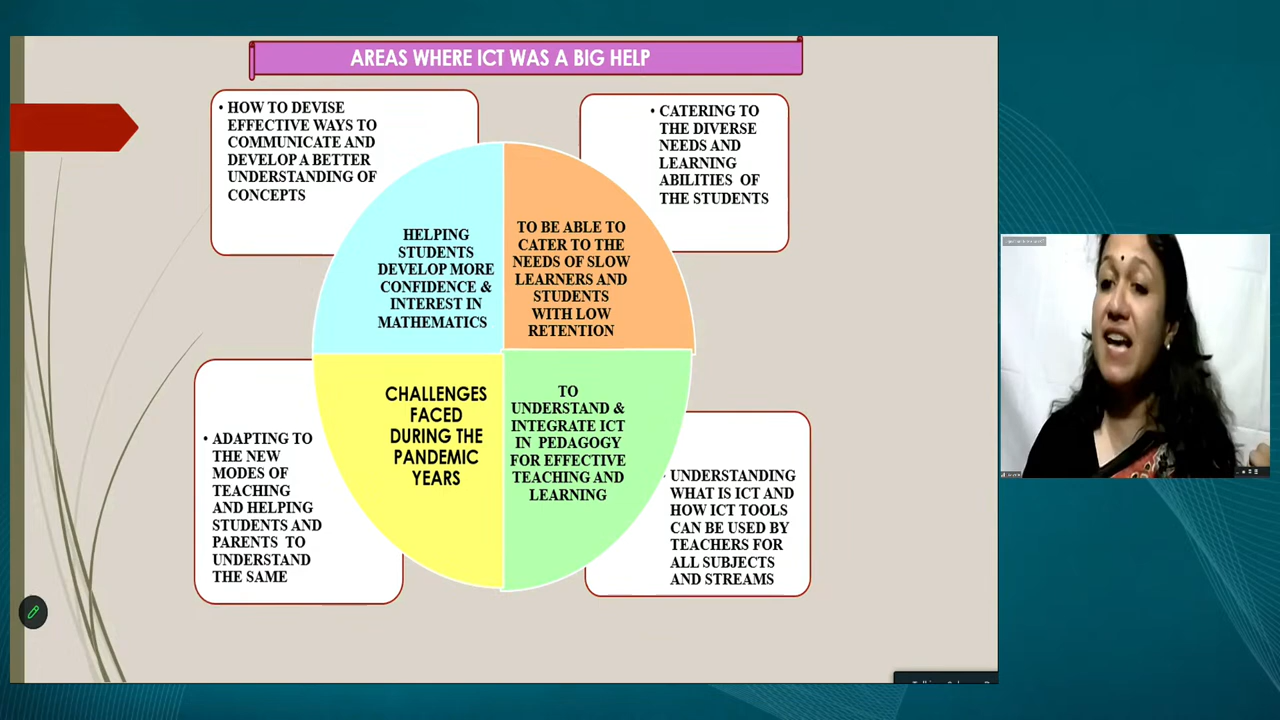 AREAS WHERE ICT WAS A BIG HELP
• HOW TO DEVISE
EFFECTIVE WAYS TO
COMMUNICATE AND
DEVELOP A BETTER
UNDERSTANDING OF
CONCEPTS
• CATERING TO
THE DIVERSE
NEEDS AND
LEARNING
ABILITIES OF
THE STUDENTS
HELPING
STUDENTS
DEVELOP MORE
CONFIDENCE &
INTEREST IN
MATHEMATICS
TO BE ABLE TO
CATER TO THE
NEEDS OF SLOW
LEARNERS AND
STUDENTS
WITH LOW
RETENTION
CHALLENGES
FACED
DURING THE
PANDEMIC
YEARS
TO
UNDERSTAND &
INTEGRATE ICT
IN PEDAGOGY
FOR EFFECTIVE
TEACHING AND
LEARNING
• ADAPTING TO
THE NEW
MODES OF
TEACHING
AND HELPING
STUDENTS AND
PARENTS TO
UNDERSTAND
THE SAME
UNDERSTANDING
WHAT IS ICT AND
HOW ICT TOOLS
CAN BE USED BY
TEACHERS FOR
ALL SUBJECTS
AND STREAMS